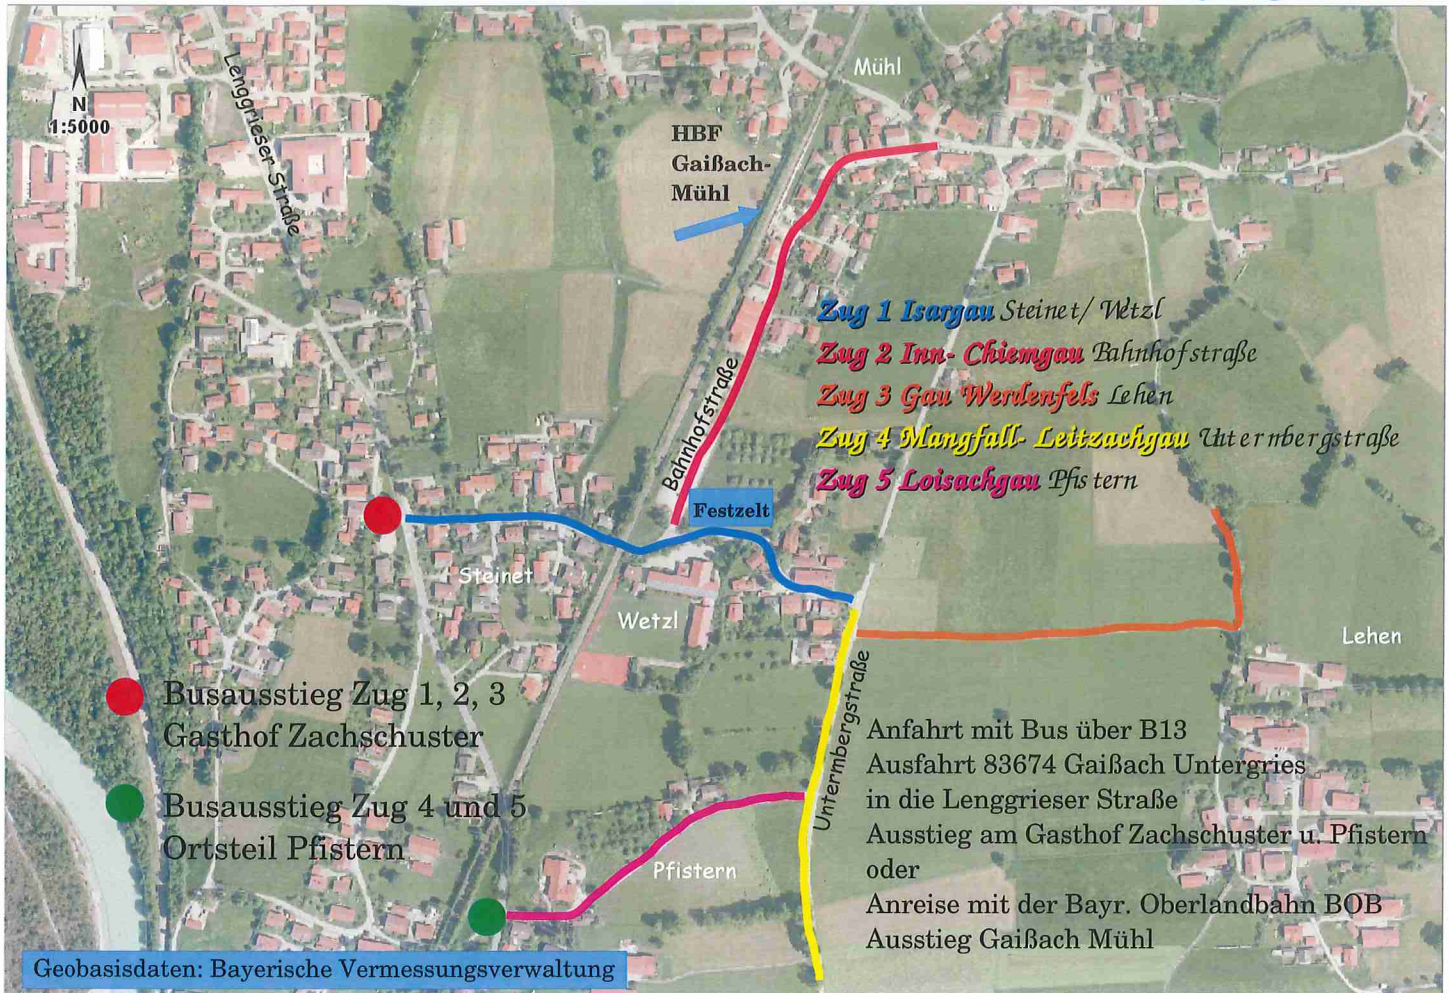 N
1:5000
Lenggrieser Straße
Mühl
HBF
Gaißach-
Mühl
Bahnhofstraße
Zug 1 Isargau Steinet/ Wetzl
Zug 2 Inn- Chiemgau Bahnhofstraße
Zug 3 Gau Werdenfels Lehen
Zug 4 Mangfall- Leitzachgau Unternbergstraße
Zug 5 Loisachgau Pfistern
Festzelt
Steinet
Wetzl
Lehen
Untermbergstraße
Busausstieg Zug 1, 2, 3
Gasthof Zachschuster
Busausstieg Zug 4 und 5
Ortsteil Pfistern
Pfistern
Anfahrt mit Bus über B13
Ausfahrt 83674 Gaißach Untergries
in die Lenggrieser Straße
Ausstieg am Gasthof Zachschuster u. Pfistern
oder
Anreise mit der Bayr. Oberlandbahn BOB
Ausstieg Gaißach Mühl
Geobasisdaten: Bayerische Vermessungsverwaltung